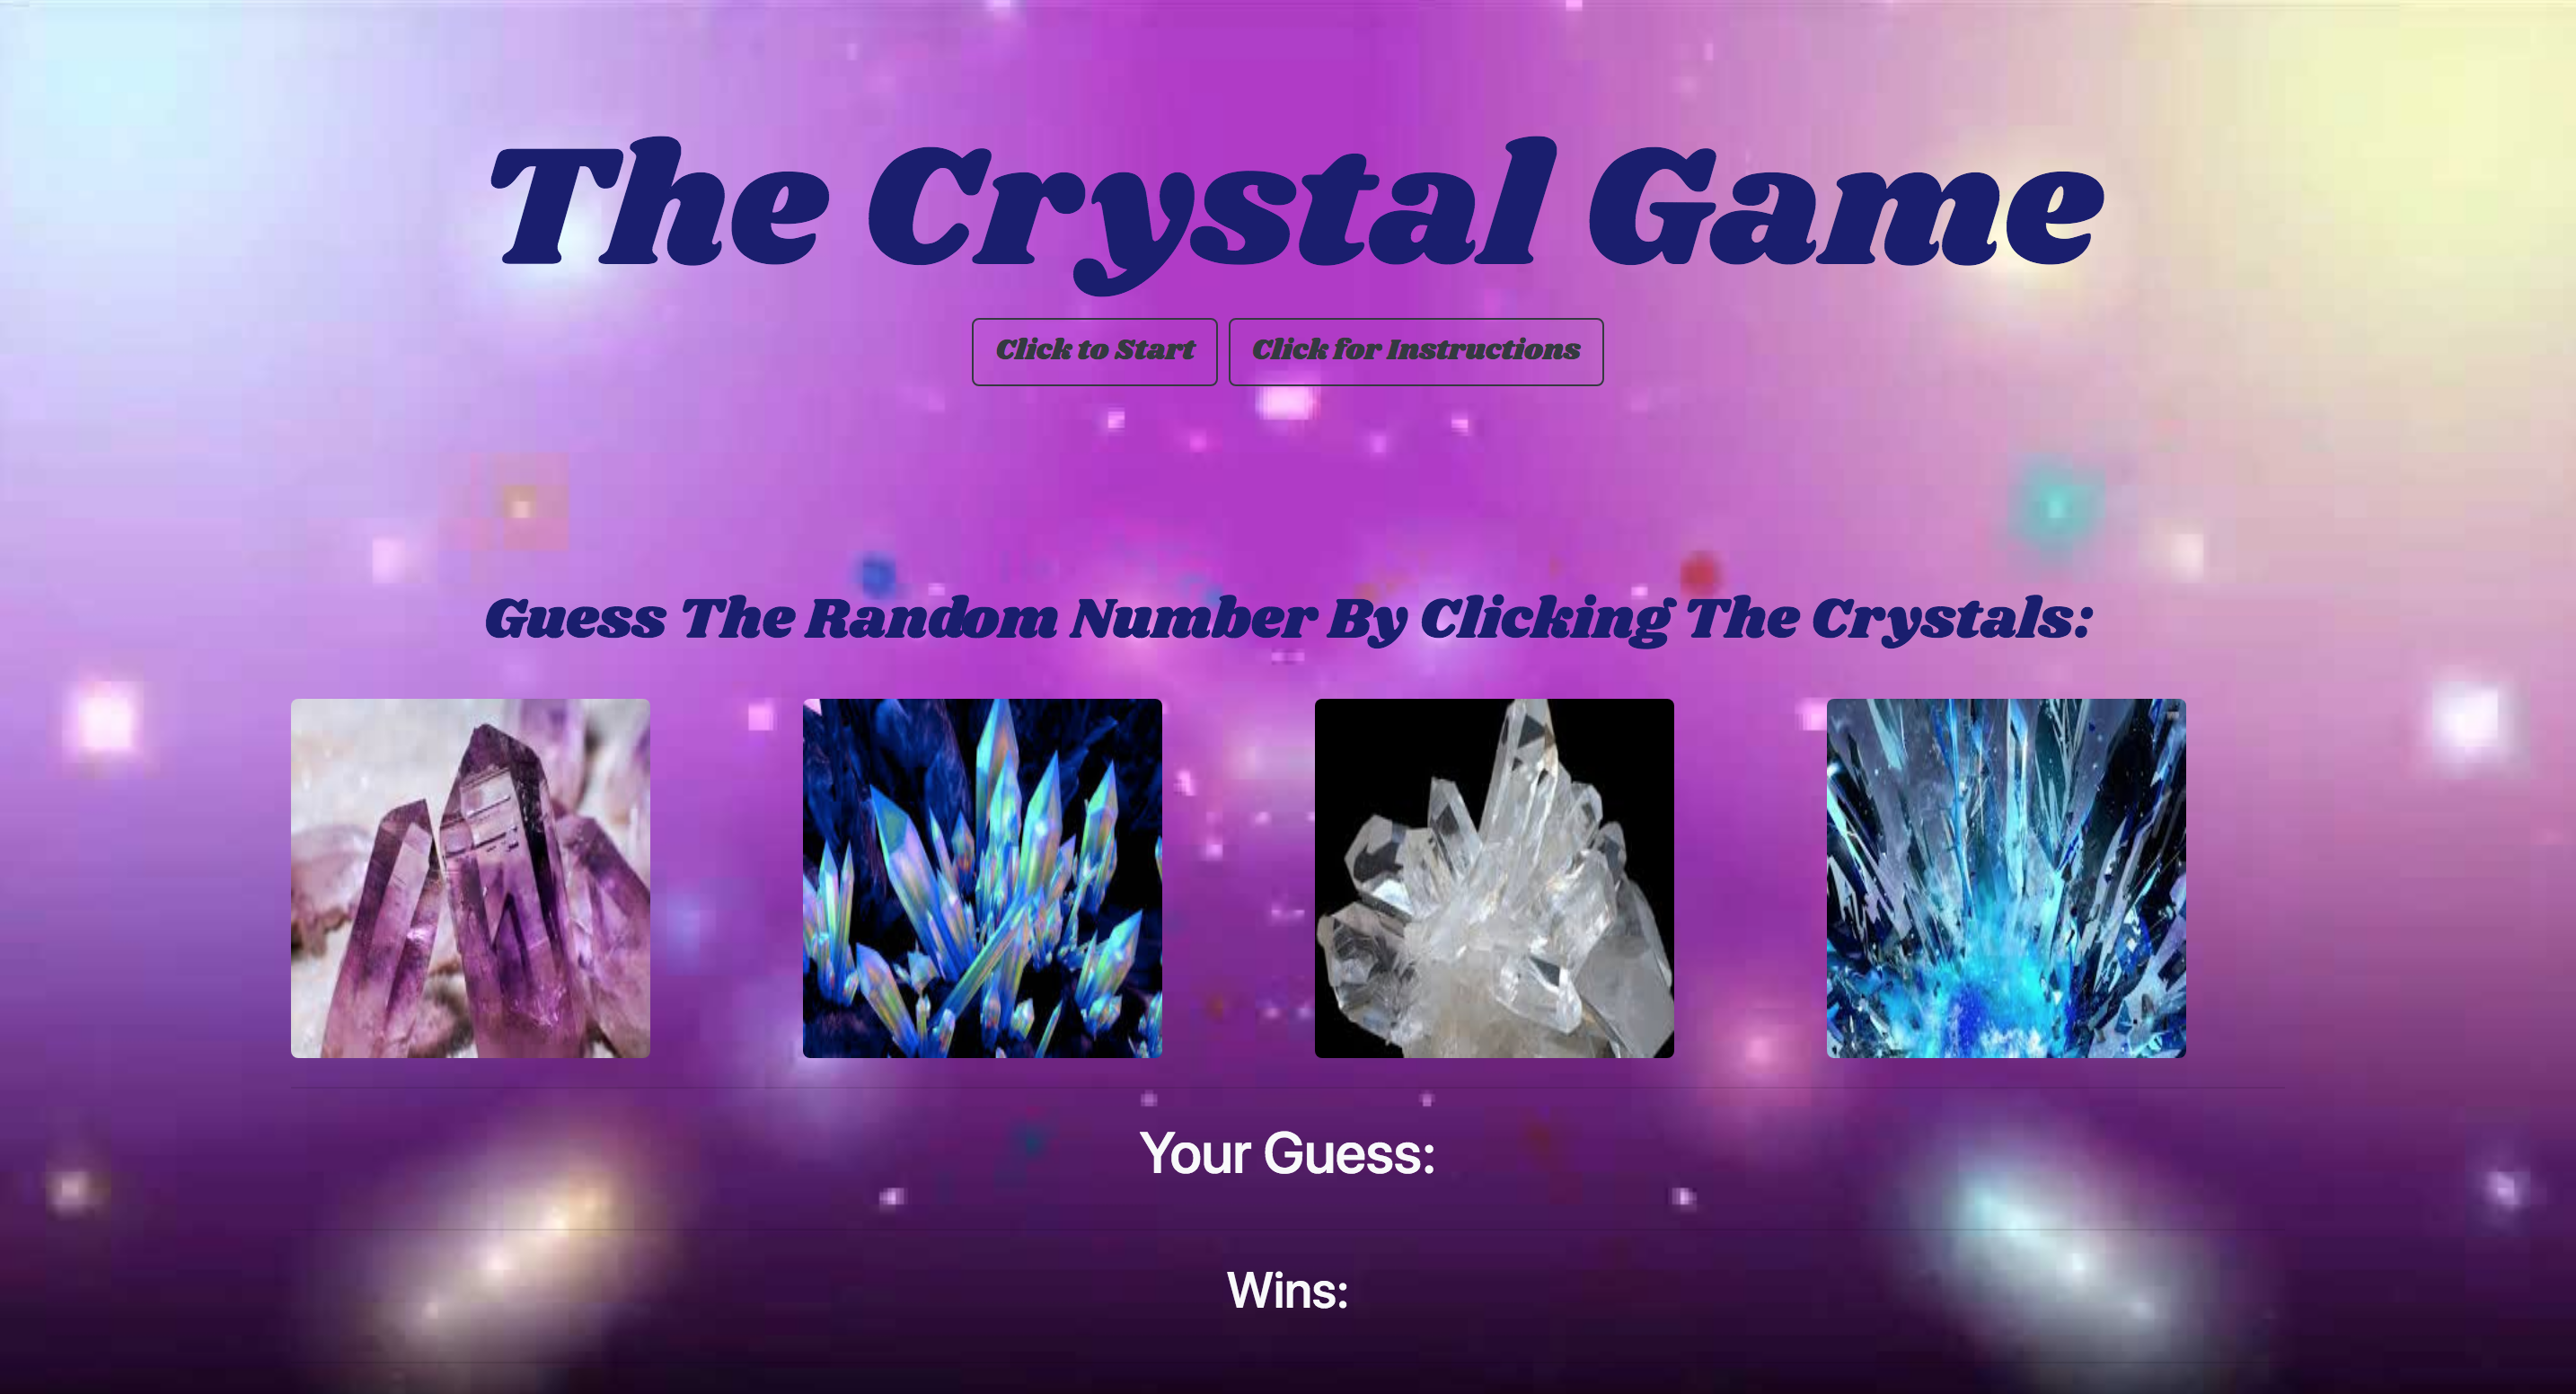 The Crystal Game
Click to Start Click for Instructions
Guess The Random Number By Clicking The Crystals:
Your Guess:
Wins: